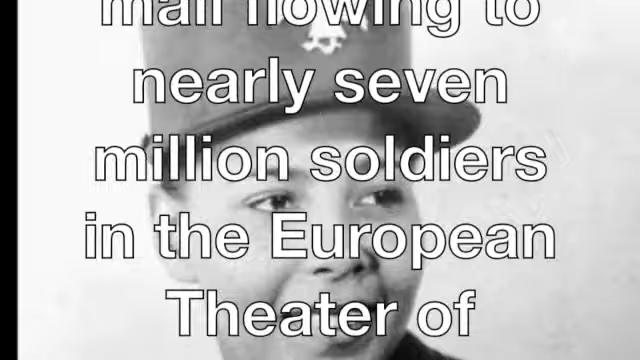 mail flowing to
nearly seven
million soldiers
in the European
Theater of